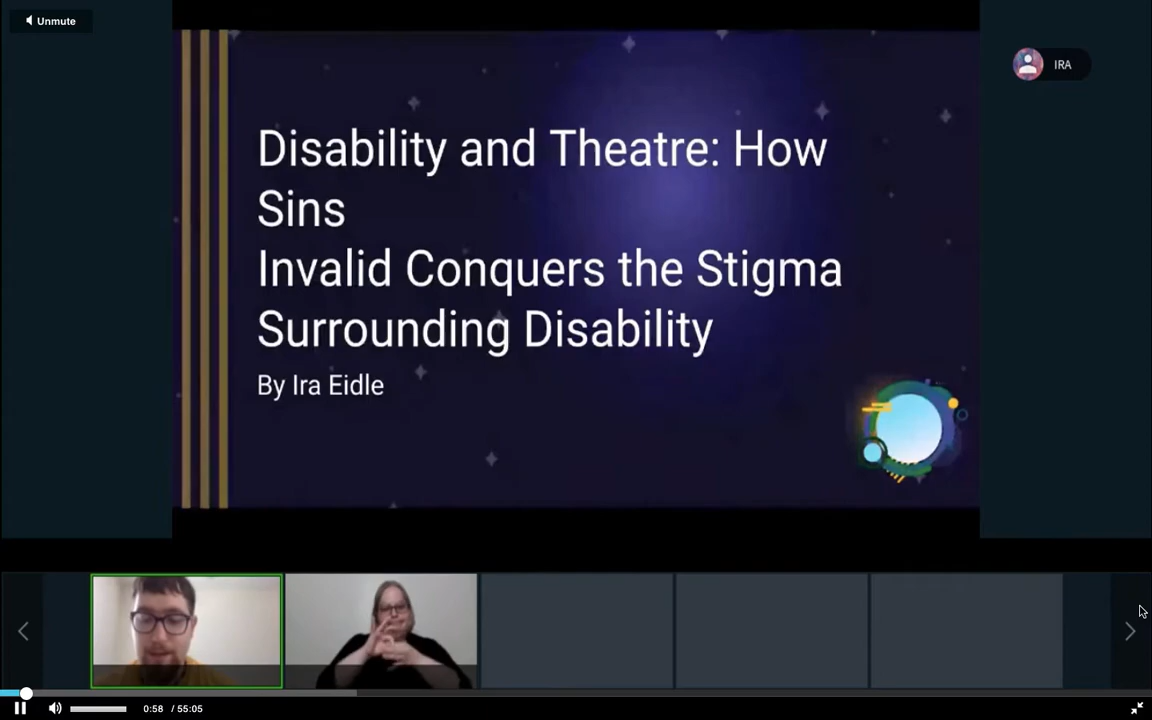 Unmute
IRA
Disability and Theatre: How
Sins
Invalid Conquers the Stigma
Surrounding Disability
By Ira Eidle
0:58 / 55:05